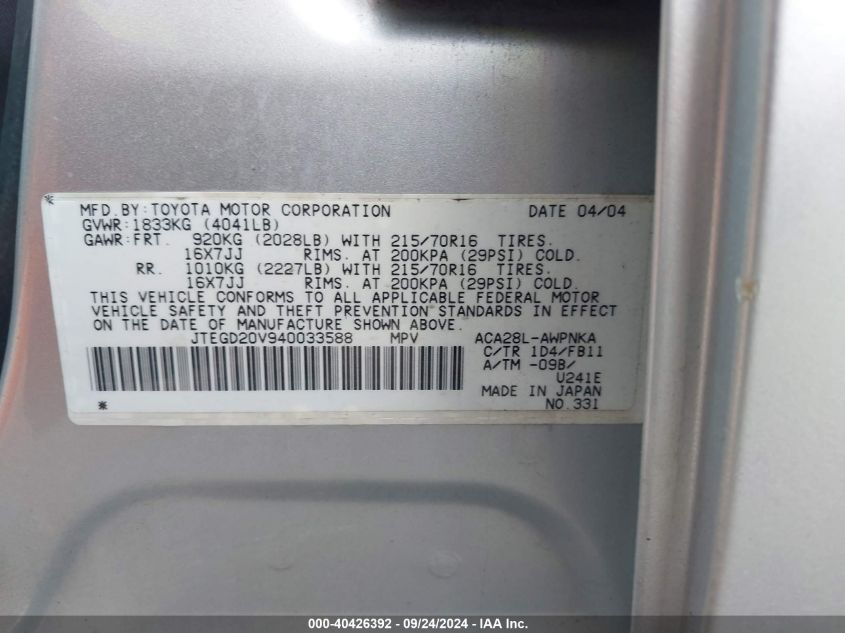 MFD.BY:TOYOTA MOTOR CORPORATION DATE 04/04
GVWR:1833KG (4041LB)
GAWR:FRT. 920KG (2028LB) WITH 215/70R16 TIRES.
16X7JJ RIMS. AT 200KPA (29PSI) COLD.
RR. 1010KG (2227LB) WITH 215/70R16 TIRES.
16X7JJ RIMS. AT 200KPA (29PSI) COLD.
THIS VEHICLE CONFORMS TO ALL APPLICABLE FEDERAL MOTOR
VEHICLE SAFETY AND THEFT PREVENTION STANDARDS IN EFFECT
ON THE DATE OF MANUFACTURE SHOWN ABOVE.
JTEGD20V940033588 MPV ACA28L-AWPNKA
C/TR 1D4/FB11
A/TM -09B/
U241E
MADE IN JAPAN
NO.331
000-40426392 - 09/24/2024 - IAA Inc.